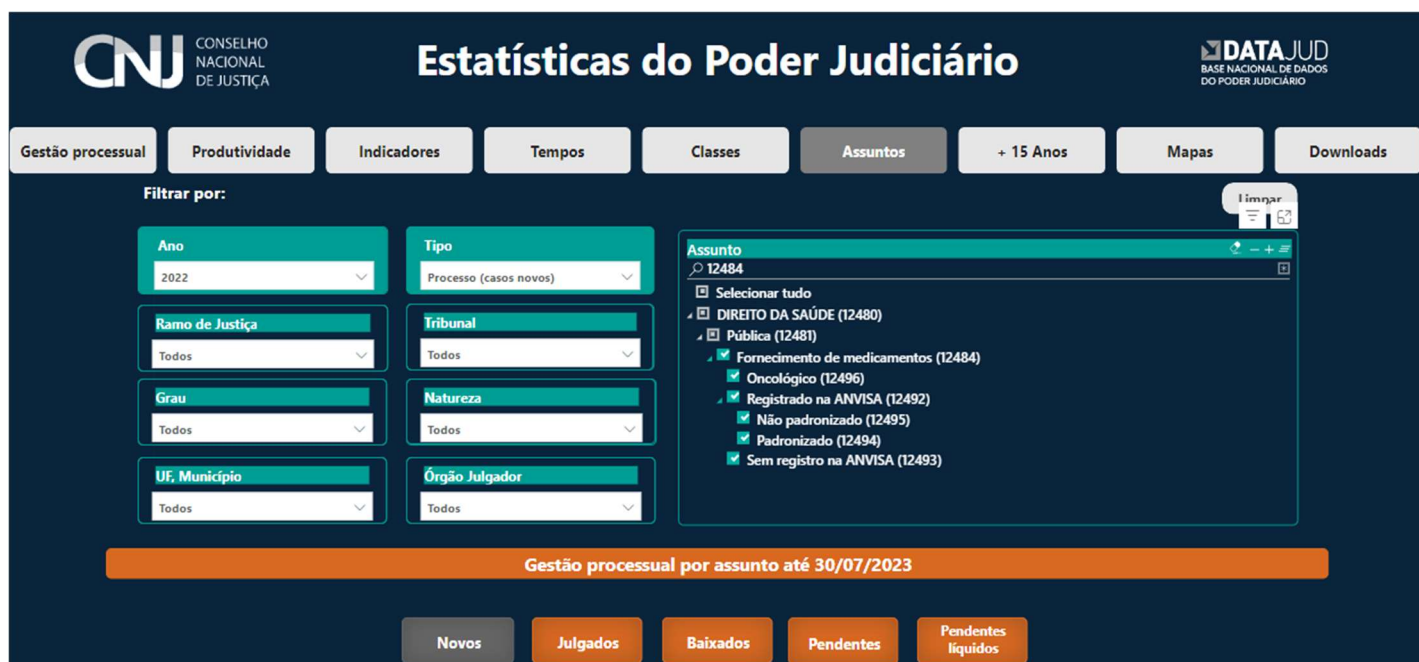 CNJ
CONSELHO
NACIONAL
DE JUSTIÇA
Estatísticas do Poder Judiciário
DATAJUD
BASE NACIONAL DE DADOS
DO PODER JUDICIÁRIO
Gestão processual
Produtividade
Indicadores
Tempos
Classes
Assuntos
+ 15 Anos
Mapas
Downloads
Filtrar por:
Limpar
Ano
2022
Tipo
Processo (casos novos)
Ramo de Justiça
Todos
Tribunal
Todos
Grau
Todos
Natureza
Todos
UF, Município
Todos
Órgão Julgador
Todos
Assunto
12484
Selecionar tudo
DIREITO DA SAÚDE (12480)
Pública (12481)
Fornecimento de medicamentos (12484)
Oncológico (12496)
Registrado na ANVISA (12492)
Não padronizado (12495)
Padronizado (12494)
Sem registro na ANVISA (12493)
Gestão processual por assunto até 30/07/2023
Novos
Julgados
Baixados
Pendentes
Pendentes
líquidos